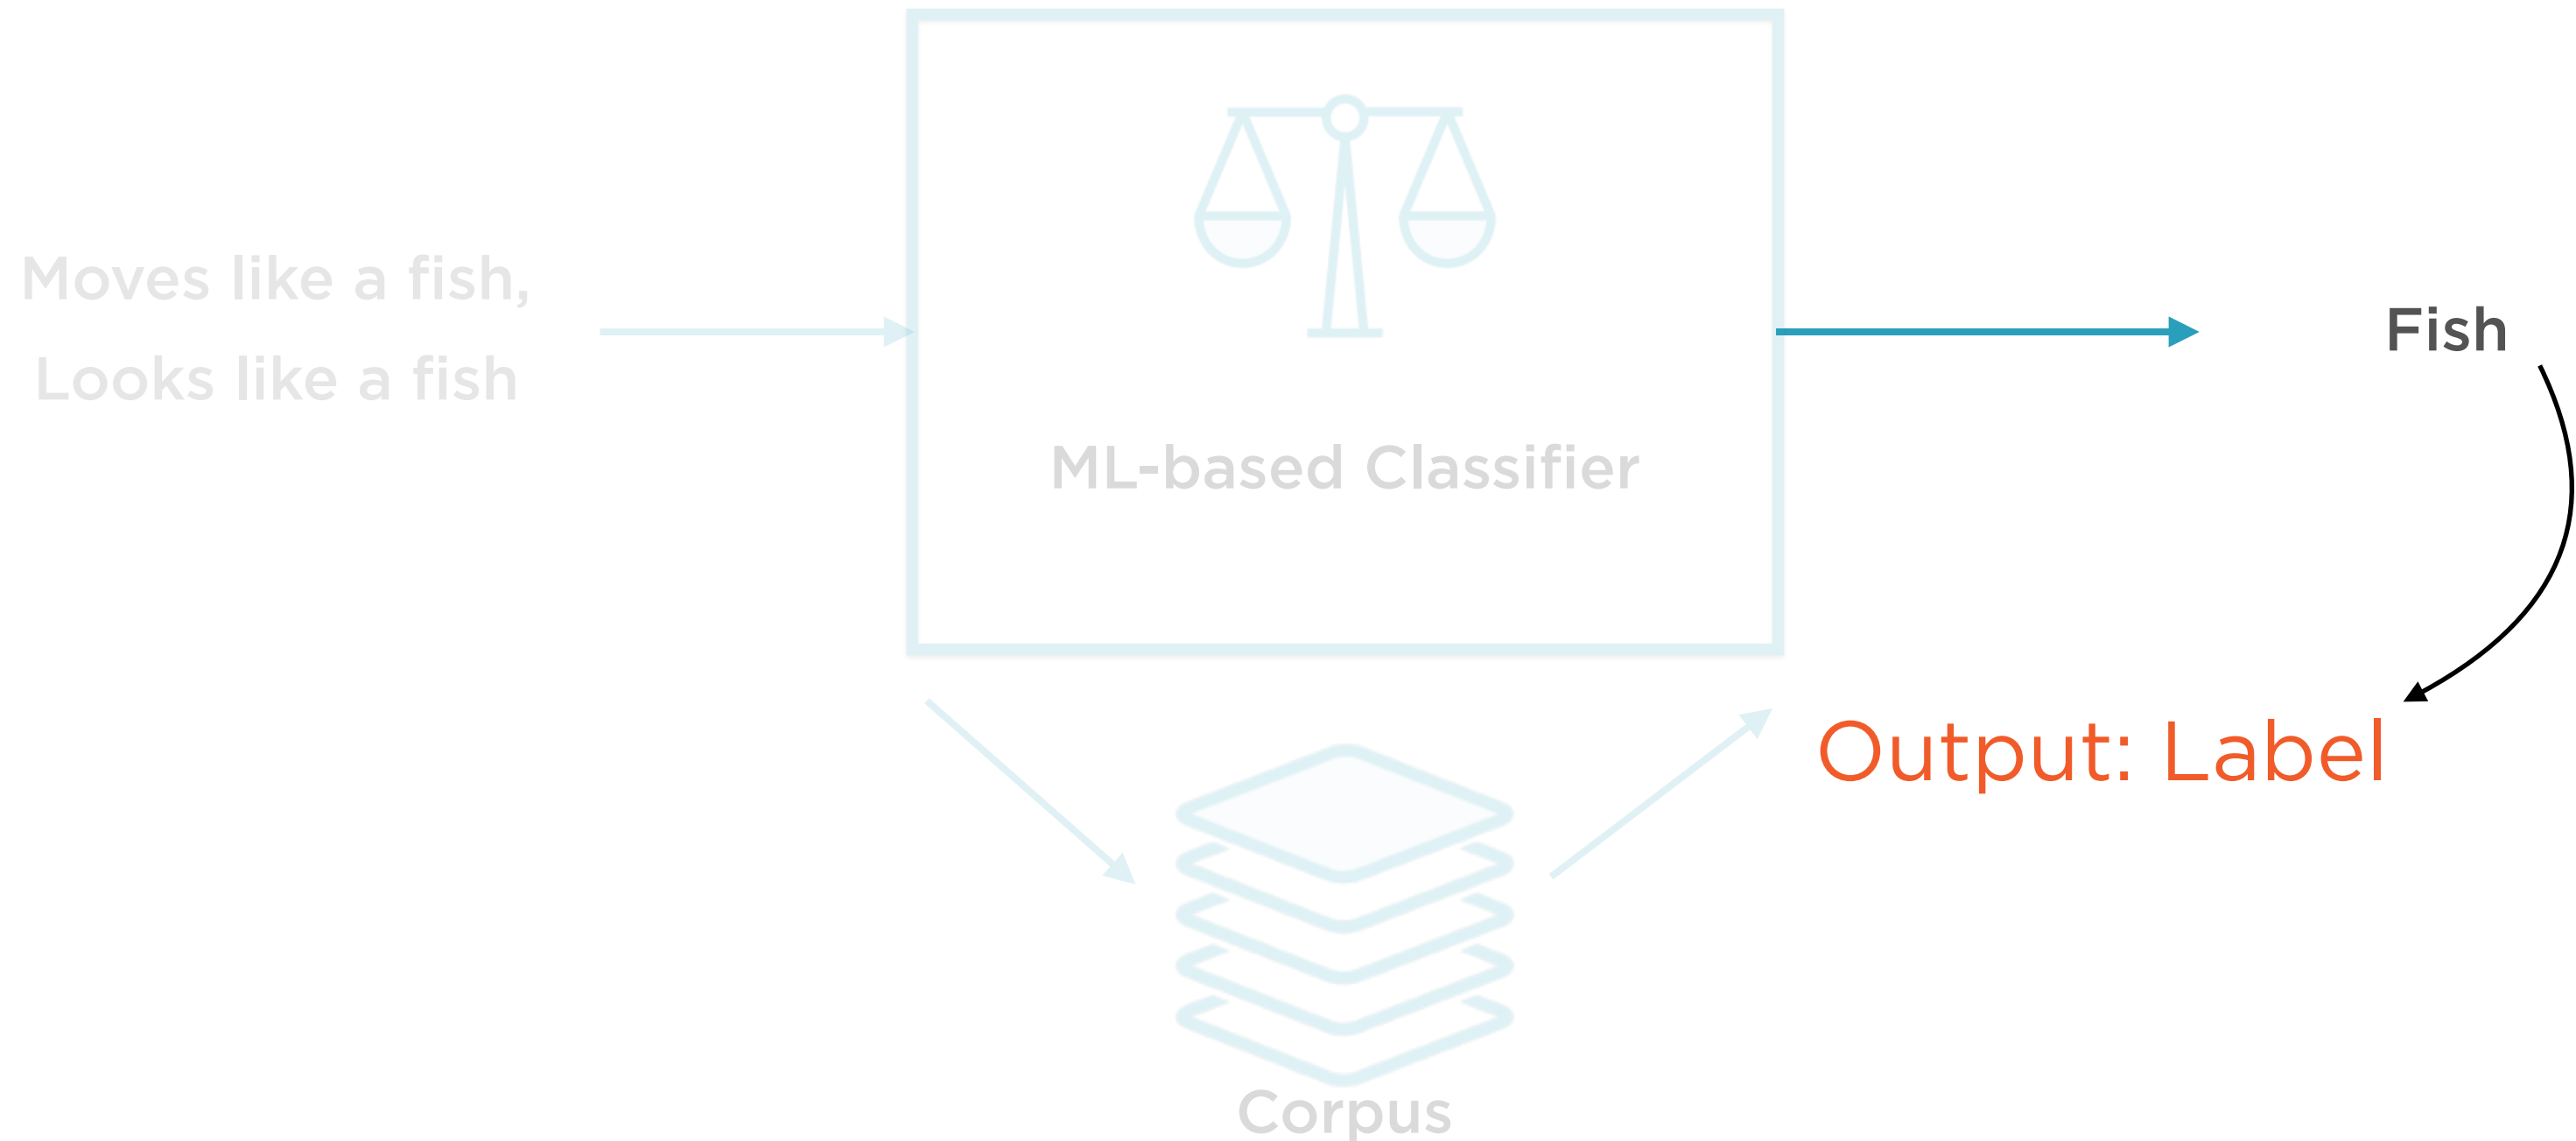 Moves like a fish,
Looks like a fish
ML-based Classifier
Fish
Output: Label
Corpus